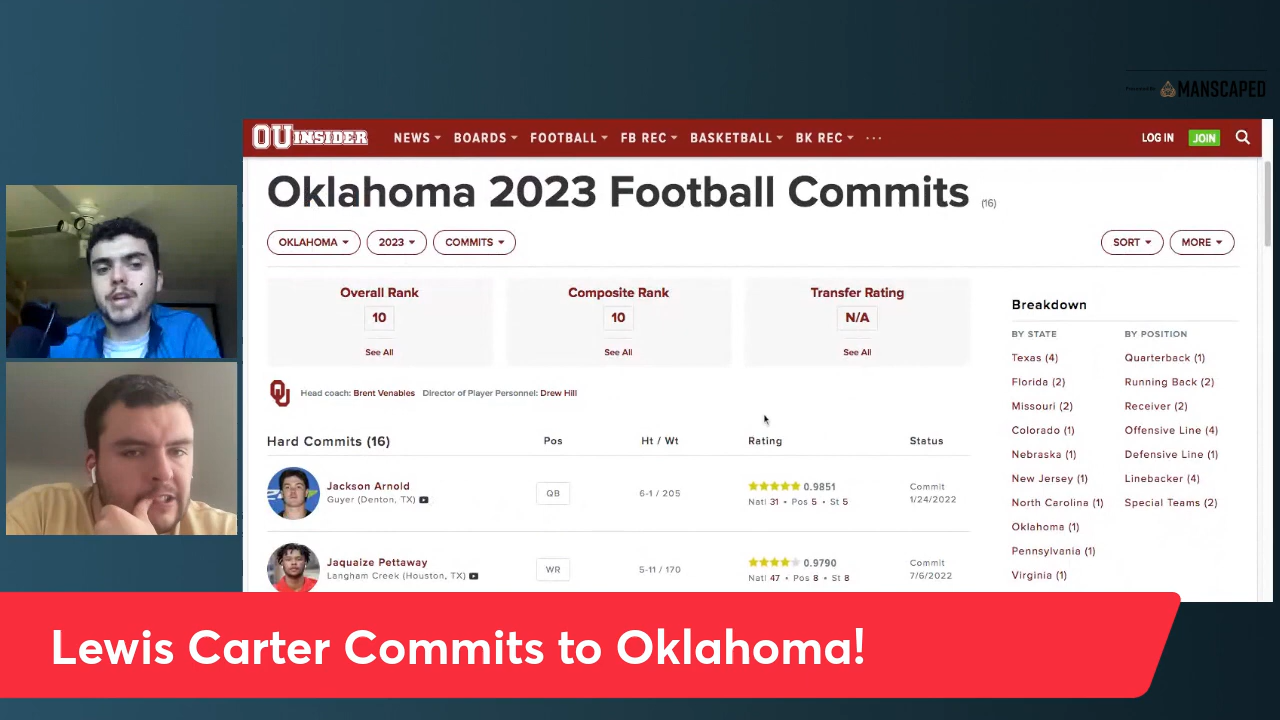 MANSCAPED
OU INSIDER NEWS BOARDS FOOTBALL FB REC BASKETBALL BK REC ... LOG IN JOIN
Oklahoma 2023 Football Commits (16)
OKLAHOMA 2023 COMMITS SORT MORE
Overall Rank Composite Rank Transfer Rating
10 10 N/A
See All See All See All
Breakdown
BY STATE BY POSITION
Texas (4) Quarterback (1)
Florida (2) Running Back (2)
Missouri (2) Receiver (2)
Colorado (1) Offensive Line (4)
Nebraska (1) Defensive Line (1)
New Jersey (1) Linebacker (4)
North Carolina (1) Special Teams (2)
Oklahoma (1)
Pennsylvania (1)
Virginia (1)
OU Head coach: Brent Venables Director of Player Personnel: Drew Hill
Hard Commits (16) Pos Ht / Wt Rating Status
Jackson Arnold
Guyer (Denton, TX)
QB 6-1 / 205 0.9851
Natl 31 • Pos 5 • St 5
Commit
1/24/2022
Jaquaize Pettaway
Langham Creek (Houston, TX)
WR 5-11 / 170 0.9790
Natl 47 • Pos 8 • St 8
Commit
7/6/2022
Lewis Carter Commits to Oklahoma!